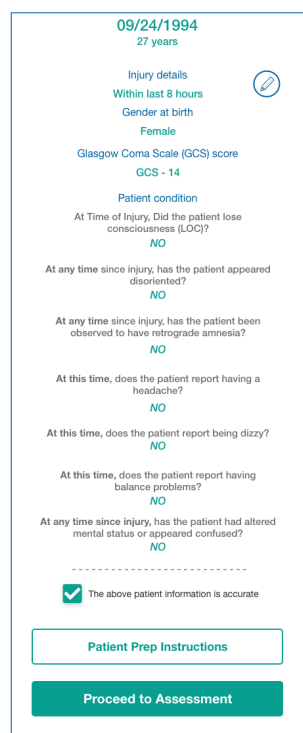 09/24/1994
27 years
Injury details
Within last 8 hours
Gender at birth
Female
Glasgow Coma Scale (GCS) score
GCS - 14
Patient condition
At Time of Injury, Did the patient lose
consciousness (LOC)?
NO
At any time since injury, has the patient appeared
disoriented?
NO
At any time since injury, has the patient been
observed to have retrograde amnesia?
NO
At this time, does the patient report having a
headache?
NO
At this time, does the patient report being dizzy?
NO
At this time, does the patient report having
balance problems?
NO
At any time since injury, has the patient had altered
mental status or appeared confused?
NO
The above patient information is accurate
Patient Prep Instructions
Proceed to Assessment